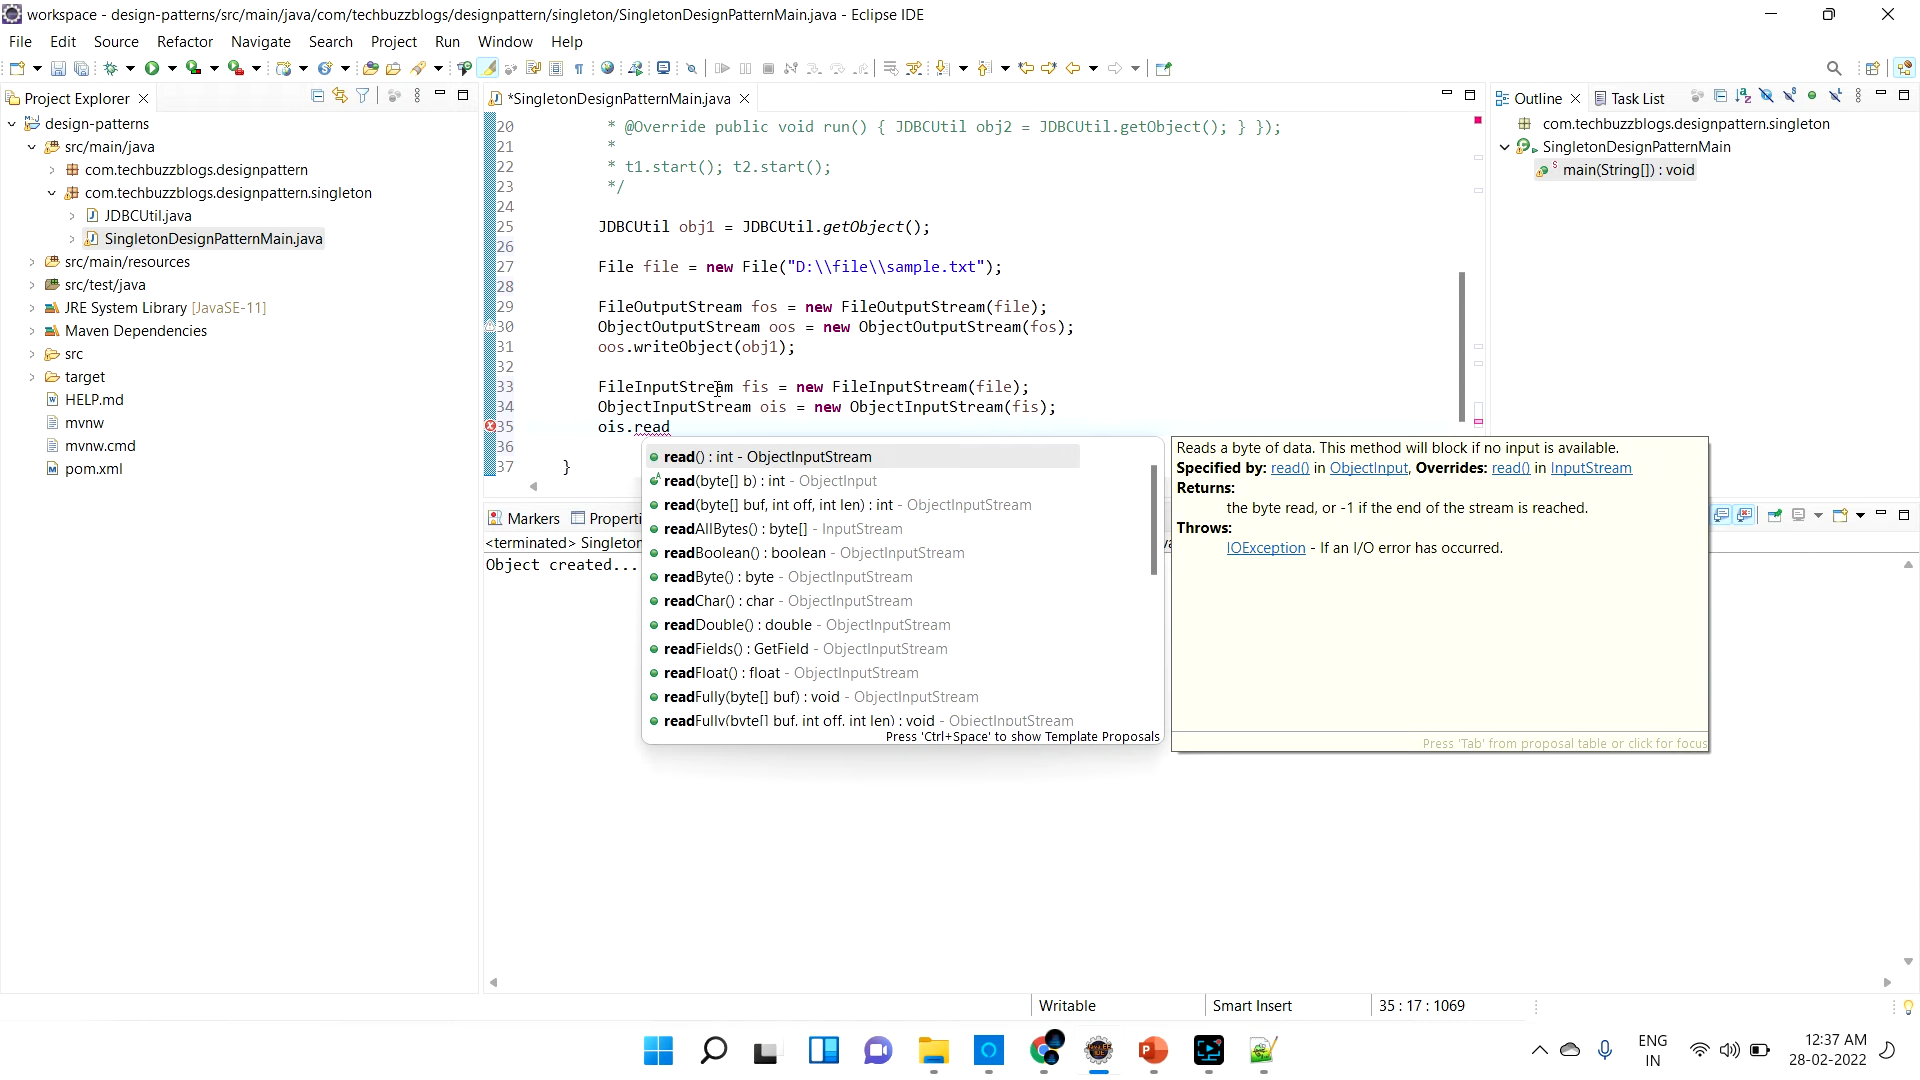 workspace - design-patterns/src/main/java/com/techbuzzblogs/designpattern/singleton/SingletonDesignPatternMain.java - Eclipse IDE
File Edit Source Refactor Navigate Search Project Run Window Help
Project Explorer
design-patterns
src/main/java
com.techbuzzblogs.designpattern
com.techbuzzblogs.designpattern.singleton
JDBCUtil.java
SingletonDesignPatternMain.java
src/main/resources
src/test/java
JRE System Library [JavaSE-11]
Maven Dependencies
src
target
HELP.md
mvnw
mvnw.cmd
pom.xml
*SingletonDesignPatternMain.java
20 * @Override public void run() { JDBCUtil obj2 = JDBCUtil.getObject(); } });
21 *
22 * t1.start(); t2.start();
23 */
24
25 JDBCUtil obj1 = JDBCUtil.getObject();
26
27 File file = new File("D:\\file\\sample.txt");
28
29 FileOutputStream fos = new FileOutputStream(file);
30 ObjectOutputStream oos = new ObjectOutputStream(fos);
31 oos.writeObject(obj1);
32
33 FileInputStream fis = new FileInputStream(file);
34 ObjectInputStream ois = new ObjectInputStream(fis);
35 ois.read
36
37 }
read() : int - ObjectInputStream
read(byte[] b) : int - ObjectInput
read(byte[] buf, int off, int len) : int - ObjectInputStream
readAllBytes() : byte[] - InputStream
readBoolean() : boolean - ObjectInputStream
readByte() : byte - ObjectInputStream
readChar() : char - ObjectInputStream
readDouble() : double - ObjectInputStream
readFields() : GetField - ObjectInputStream
readFloat() : float - ObjectInputStream
readFully(byte[] buf) : void - ObjectInputStream
readFully(byte[] buf, int off, int len) : void - ObjectInputStream
Press 'Ctrl+Space' to show Template Proposals
Reads a byte of data. This method will block if no input is available.
Specified by: read() in ObjectInput, Overrides: read() in InputStream
Returns:
the byte read, or -1 if the end of the stream is reached.
Throws:
IOException - If an I/O error has occurred.
Press 'Tab' from proposal table or click for focus
Outline Task List
com.techbuzzblogs.designpattern.singleton
SingletonDesignPatternMain
main(String[]) : void
Markers Properti
<terminated> Singleton
Object created...
Writable Smart Insert 35 : 17 : 1069
ENG
IN
12:37 AM
28-02-2022